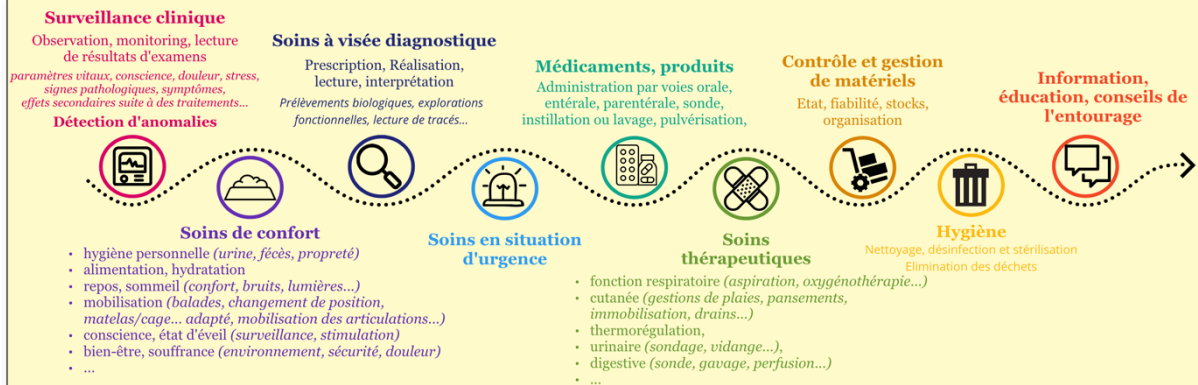 Surveillance clinique
Observation, monitoring, lecture
de résultats d'examens
paramètres vitaux, conscience, douleur, stress,
signes pathologiques, symptômes,
effets secondaires suite à des traitements...
Détection d'anomalies
Soins de confort
• hygiène personnelle (urine, fécès, propreté)
• alimentation, hydratation
• repos, sommeil (confort, bruits, lumières...)
• mobilisation (balades, changement de position,
matelas/cage... adapté, mobilisation des articulations...)
• conscience, état d'éveil (surveillance, stimulation)
• bien-être, souffrance (environnement, sécurité, douleur)
• ...
Soins à visée diagnostique
Prescription, Réalisation,
lecture, interprétation
Prélèvements biologiques, explorations
fonctionnelles, lecture de tracés...
Soins en situation
d'urgence
Médicaments, produits
Administration par voies orale,
entérale, parentérale, sonde,
instillation ou lavage, pulvérisation,
Soins
thérapeutiques
• fonction respiratoire (aspiration, oxygénothérapie...)
• cutanée (gestions de plaies, pansements,
immobilisation, drains...)
• thermorégulation,
• urinaire (sondage, vidange...),
• digestive (sonde, gavage, perfusion...)
• ...
Contrôle et gestion
de matériels
Etat, fiabilité, stocks,
organisation
Hygiène
Nettoyage, désinfection et stérilisation
Elimination des déchets
Information,
éducation, conseils de
l'entourage